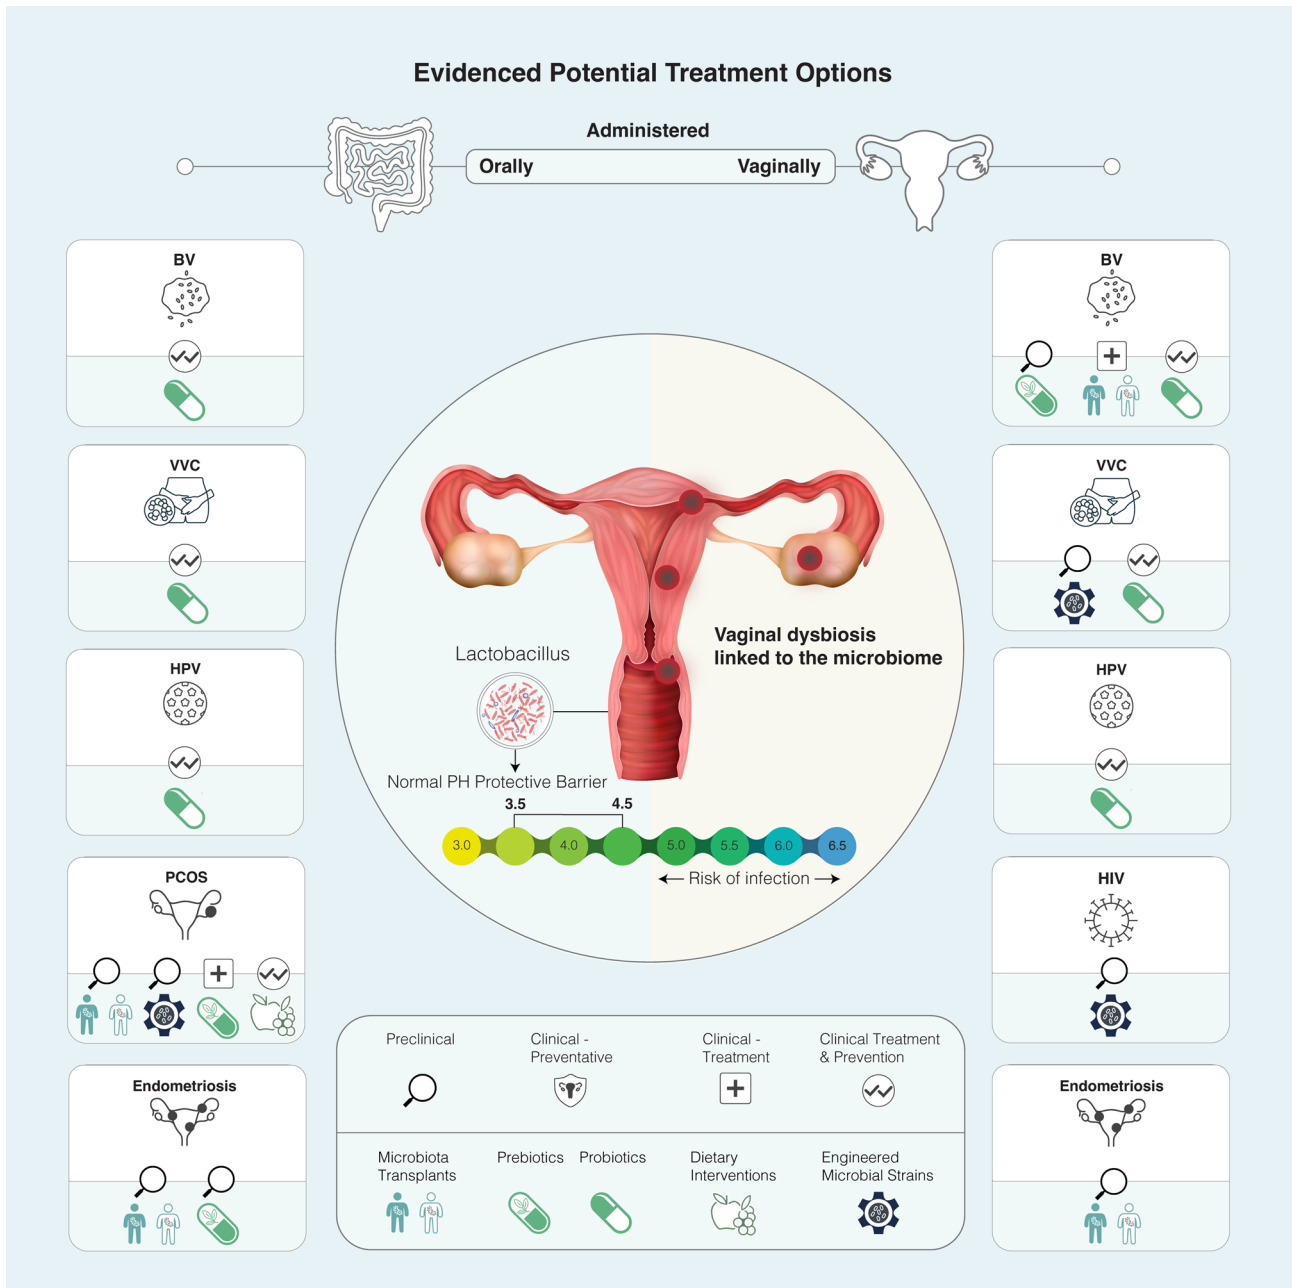 Evidenced Potential Treatment Options
Administered
Orally
Vaginally
BV
VVC
HPV
PCOS
Endometriosis
BV
VVC
HPV
HIV
Endometriosis
Vaginal dysbiosis
linked to the microbiome
Lactobacillus
Normal PH Protective Barrier
3.5
4.5
3.0
4.0
5.0
5.5
6.0
6.5
Risk of infection
Preclinical
Clinical -
Preventative
Clinical -
Treatment
Clinical Treatment
& Prevention
Microbiota
Transplants
Prebiotics
Probiotics
Dietary
Interventions
Engineered
Microbial Strains